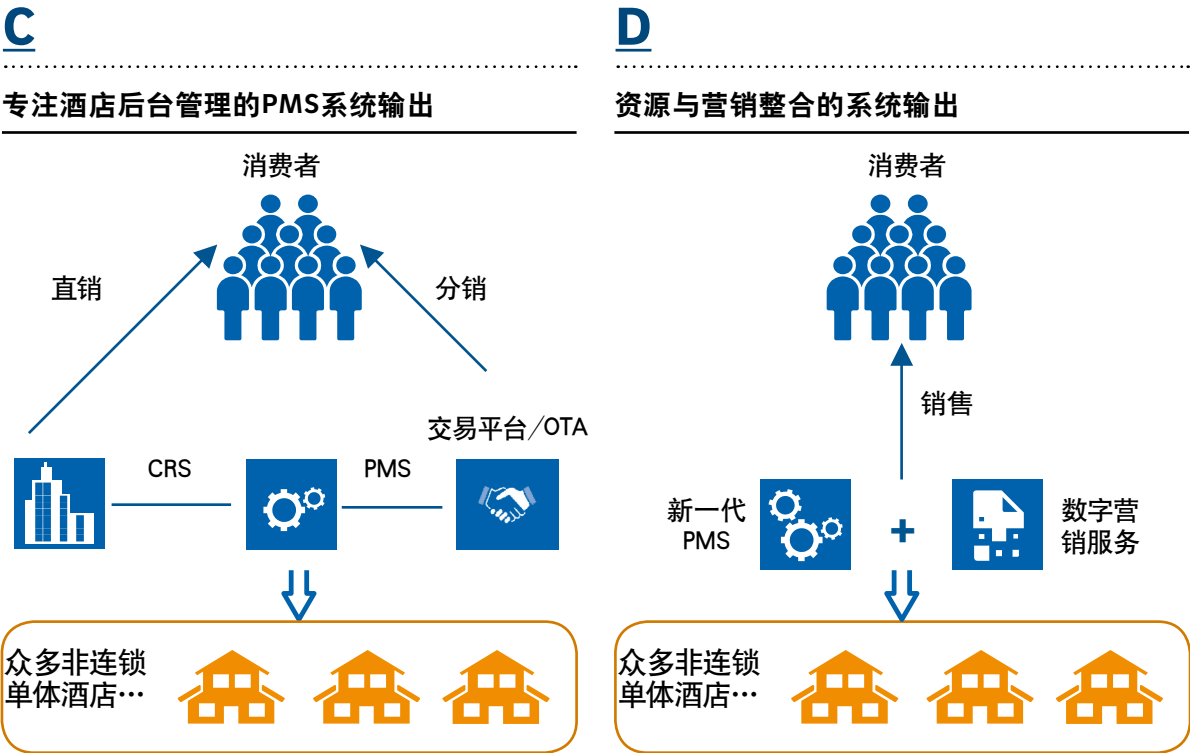 C
专注酒店后台管理的PMS系统输出
消费者
直销
分销
交易平台/OTA
CRS
PMS
众多非连锁
单体酒店…
D
资源与营销整合的系统输出
消费者
销售
新一代
PMS
+
数字营
销服务
众多非连锁
单体酒店…